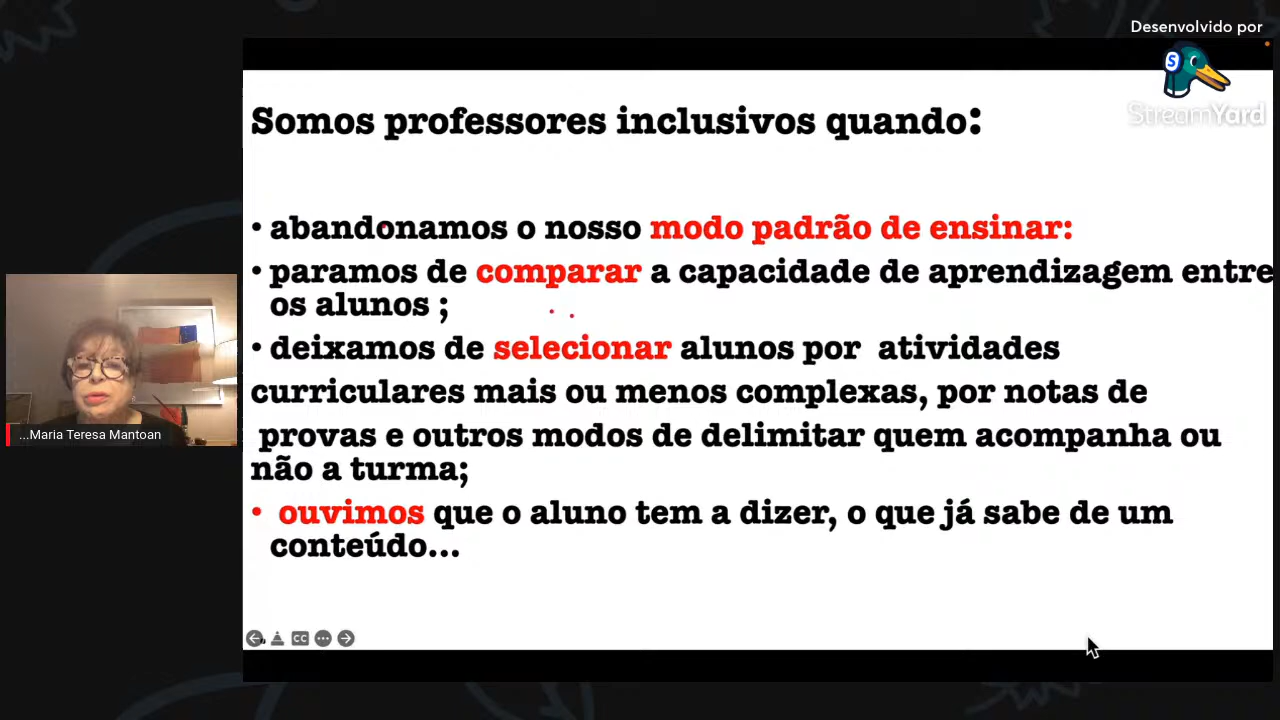 Desenvolvido por
StreamYard
Somos professores inclusivos quando:
• abandonamos o nosso modo padrão de ensinar:
• paramos de comparar a capacidade de aprendizagem entre
os alunos ;
• deixamos de selecionar alunos por atividades
curriculares mais ou menos complexas, por notas de
provas e outros modos de delimitar quem acompanha ou
não a turma;
• ouvimos que o aluno tem a dizer, o que já sabe de um
conteúdo...
...Maria Teresa Mantoan
CC